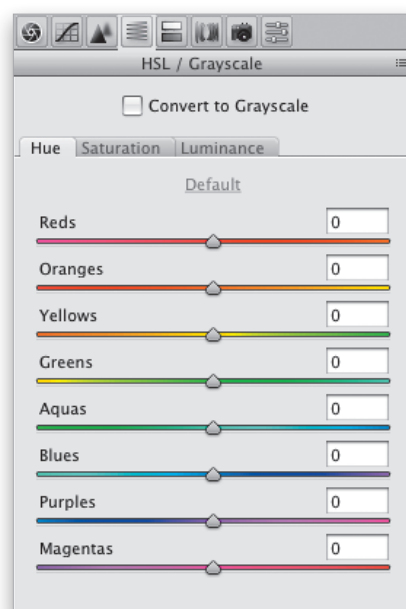 HSL / Grayscale
Convert to Grayscale
Hue Saturation Luminance
Default
Reds 0
Oranges 0
Yellows 0
Greens 0
Aquas 0
Blues 0
Purples 0
Magentas 0